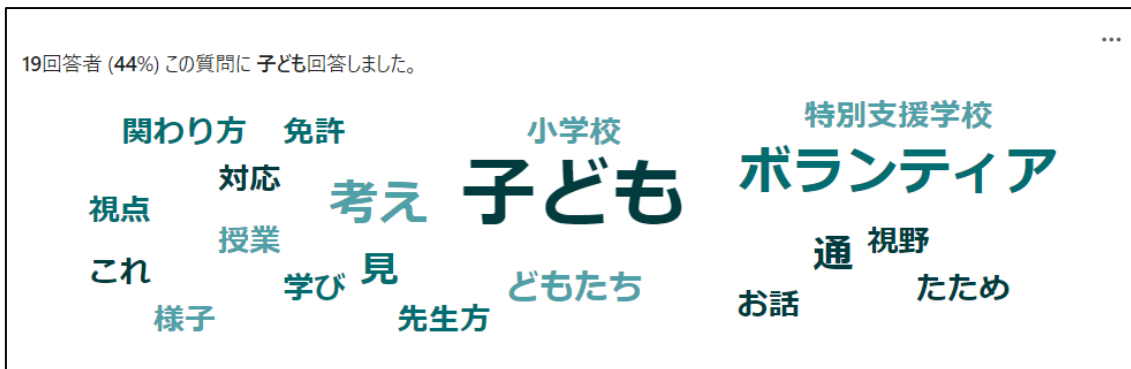 …
19回答者 (44%) この質問に 子ども回答しました。
特別支援学校
関わり方 免許 小学校
子ども ボランティア
対応 考え
視点
授業 通 視野
これ 学び 見 どもたち たため
お話
様子 先生方